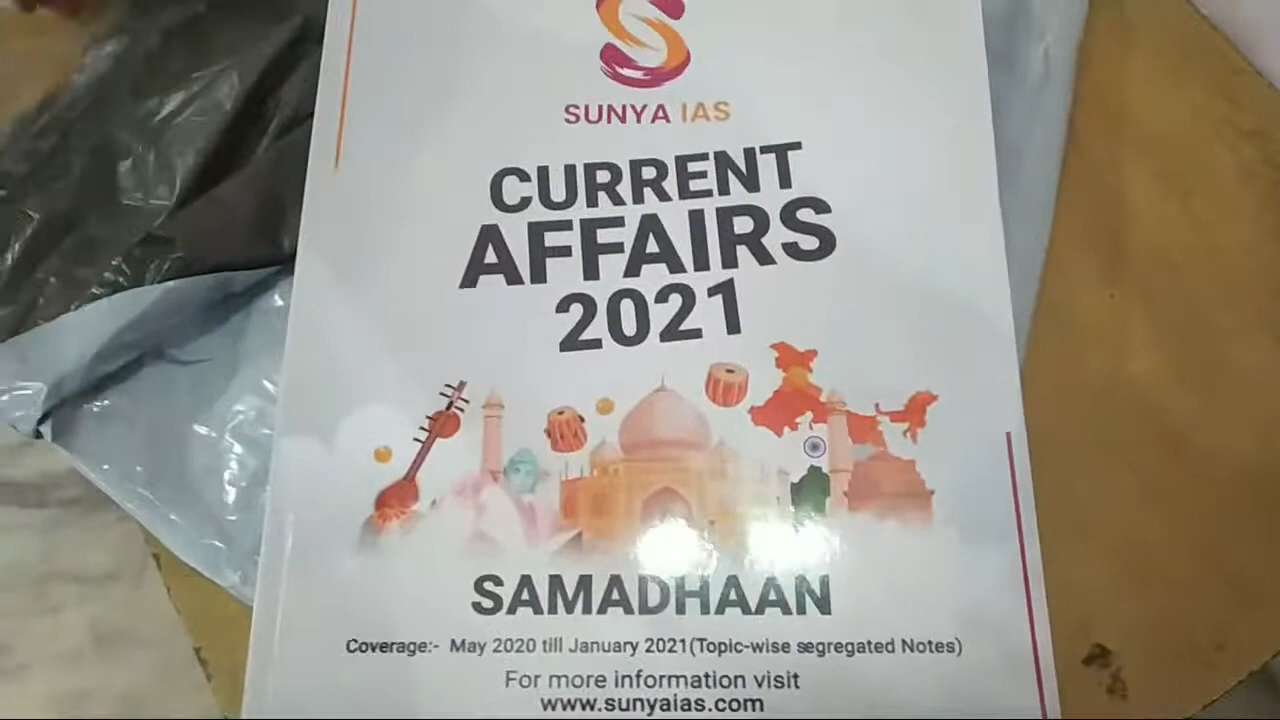 SUNYA IAS
CURRENT
AFFAIRS
2021
SAMADHAAN
Coverage:- May 2020 till January 2021(Topic-wise segregated Notes)
For more information visit
www.sunyaias.com